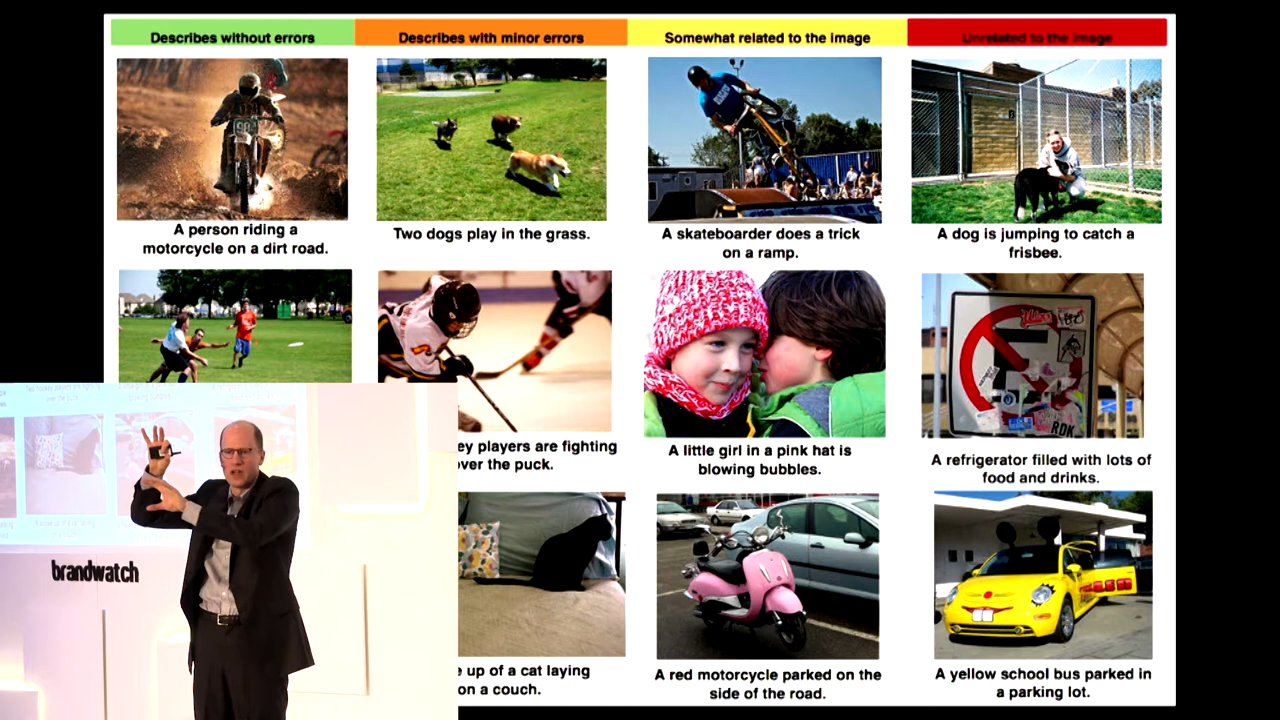 Describes without errors
Describes with minor errors
Somewhat related to the image
Unrelated to the image
A person riding a
motorcycle on a dirt road.
Two dogs play in the grass.
A skateboarder does a trick
on a ramp.
A dog is jumping to catch a
frisbee.
ey players are fighting
over the puck.
A little girl in a pink hat is
blowing bubbles.
A refrigerator filled with lots of
food and drinks.
RDK
up of a cat laying
on a couch.
A red motorcycle parked on the
side of the road.
A yellow school bus parked in
a parking lot.
brandwatch